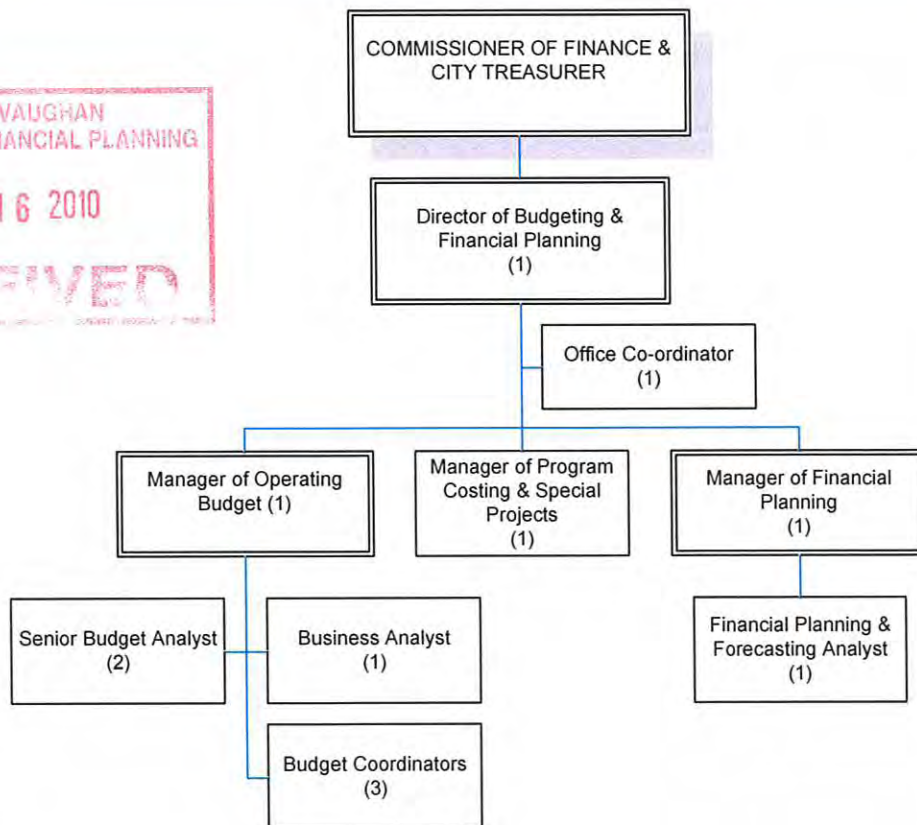 VAUGHAN
FINANCIAL PLANNING
6 2010
COMMISSIONER OF FINANCE &
CITY TREASURER
Director of Budgeting &
Financial Planning
(1)
Office Co-ordinator
(1)
Manager of Operating
Budget (1)
Manager of Program
Costing & Special
Projects
(1)
Manager of Financial
Planning
(1)
Senior Budget Analyst
(2)
Business Analyst
(1)
Financial Planning &
Forecasting Analyst
(1)
Budget Coordinators
(3)